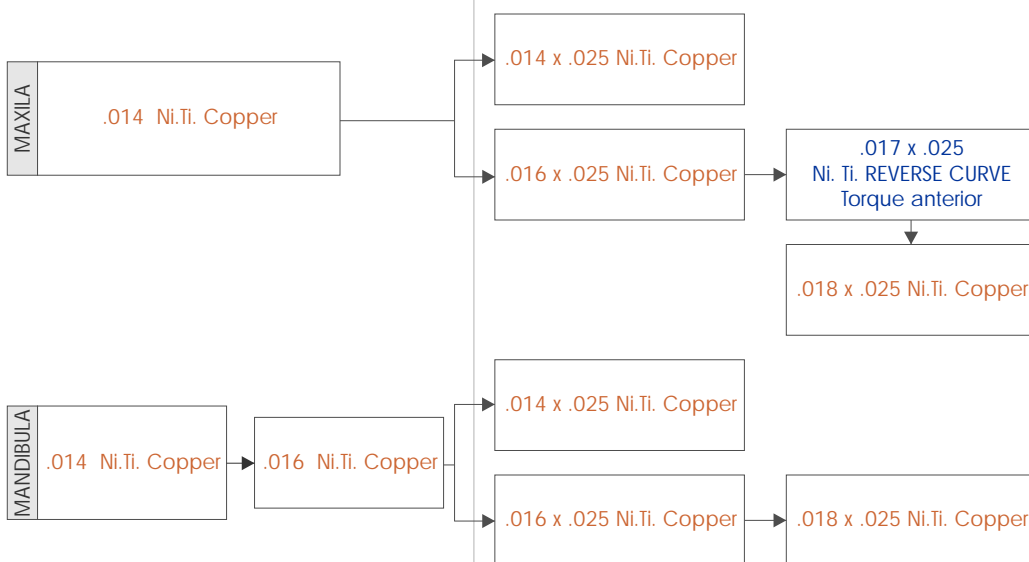 MAXILA
.014 Ni.Ti. Copper
.014 x .025 Ni.Ti. Copper
.016 x .025 Ni.Ti. Copper
.017 x .025
Ni. Ti. REVERSE CURVE
Torque anterior
.018 x .025 Ni.Ti. Copper
MANDIBULA
.014 Ni.Ti. Copper
.016 Ni.Ti. Copper
.014 x .025 Ni.Ti. Copper
.016 x .025 Ni.Ti. Copper
.018 x .025 Ni.Ti. Copper